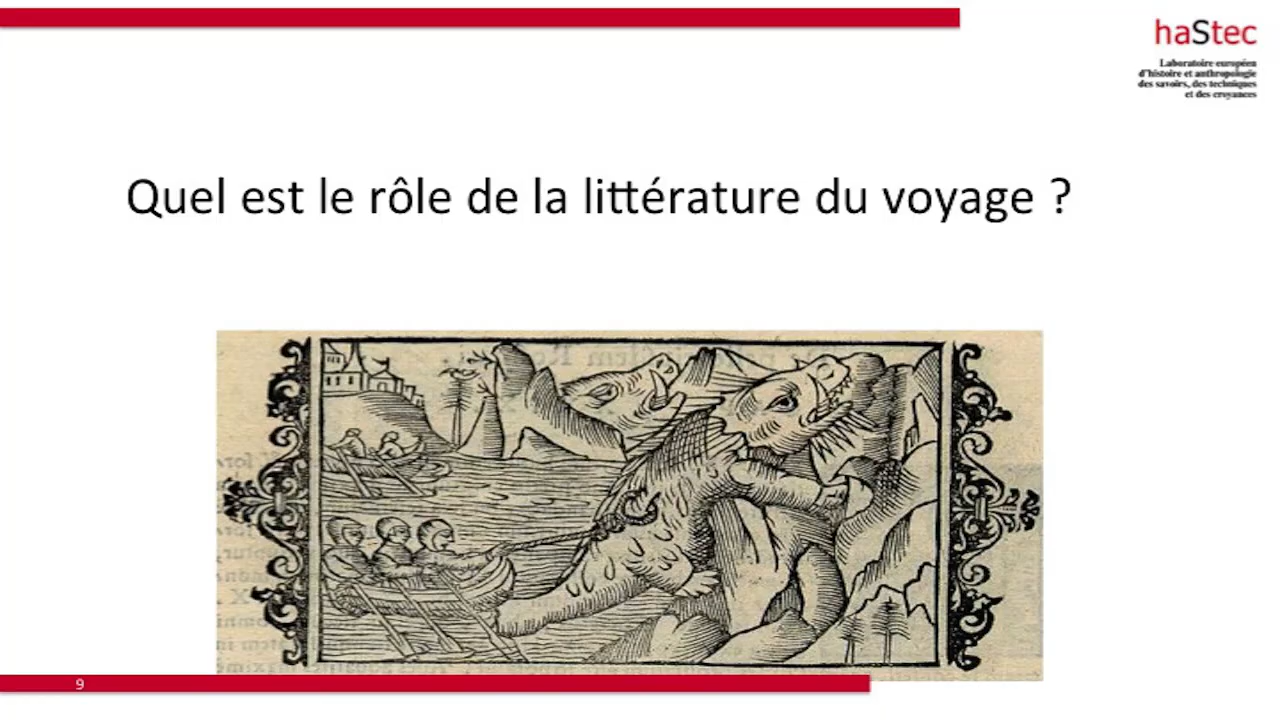 haStec
Laboratoire européen
d'histoire et anthropologie
des savoirs, des techniques
et des croyances
Quel est le rôle de la littérature du voyage ?
9